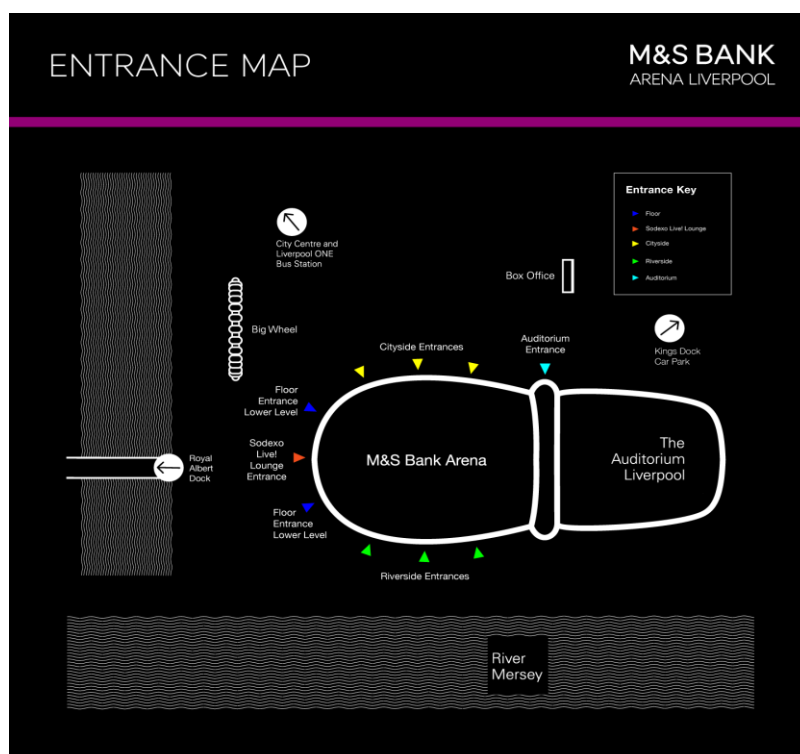 ENTRANCE MAP
M&S BANK
ARENA LIVERPOOL
Entrance Key
Floor
Sodexo Live! Lounge
Cityside
Riverside
Auditorium
City Centre and
Liverpool ONE
Bus Station
Box Office
Big Wheel
Kings Dock
Car Park
Cityside Entrances
Auditorium
Entrance
Floor
Entrance
Lower Level
Royal
Albert
Dock
Sodexo
Live!
Lounge
Entrance
M&S Bank Arena
The
Auditorium
Liverpool
Floor
Entrance
Lower Level
Riverside Entrances
River
Mersey